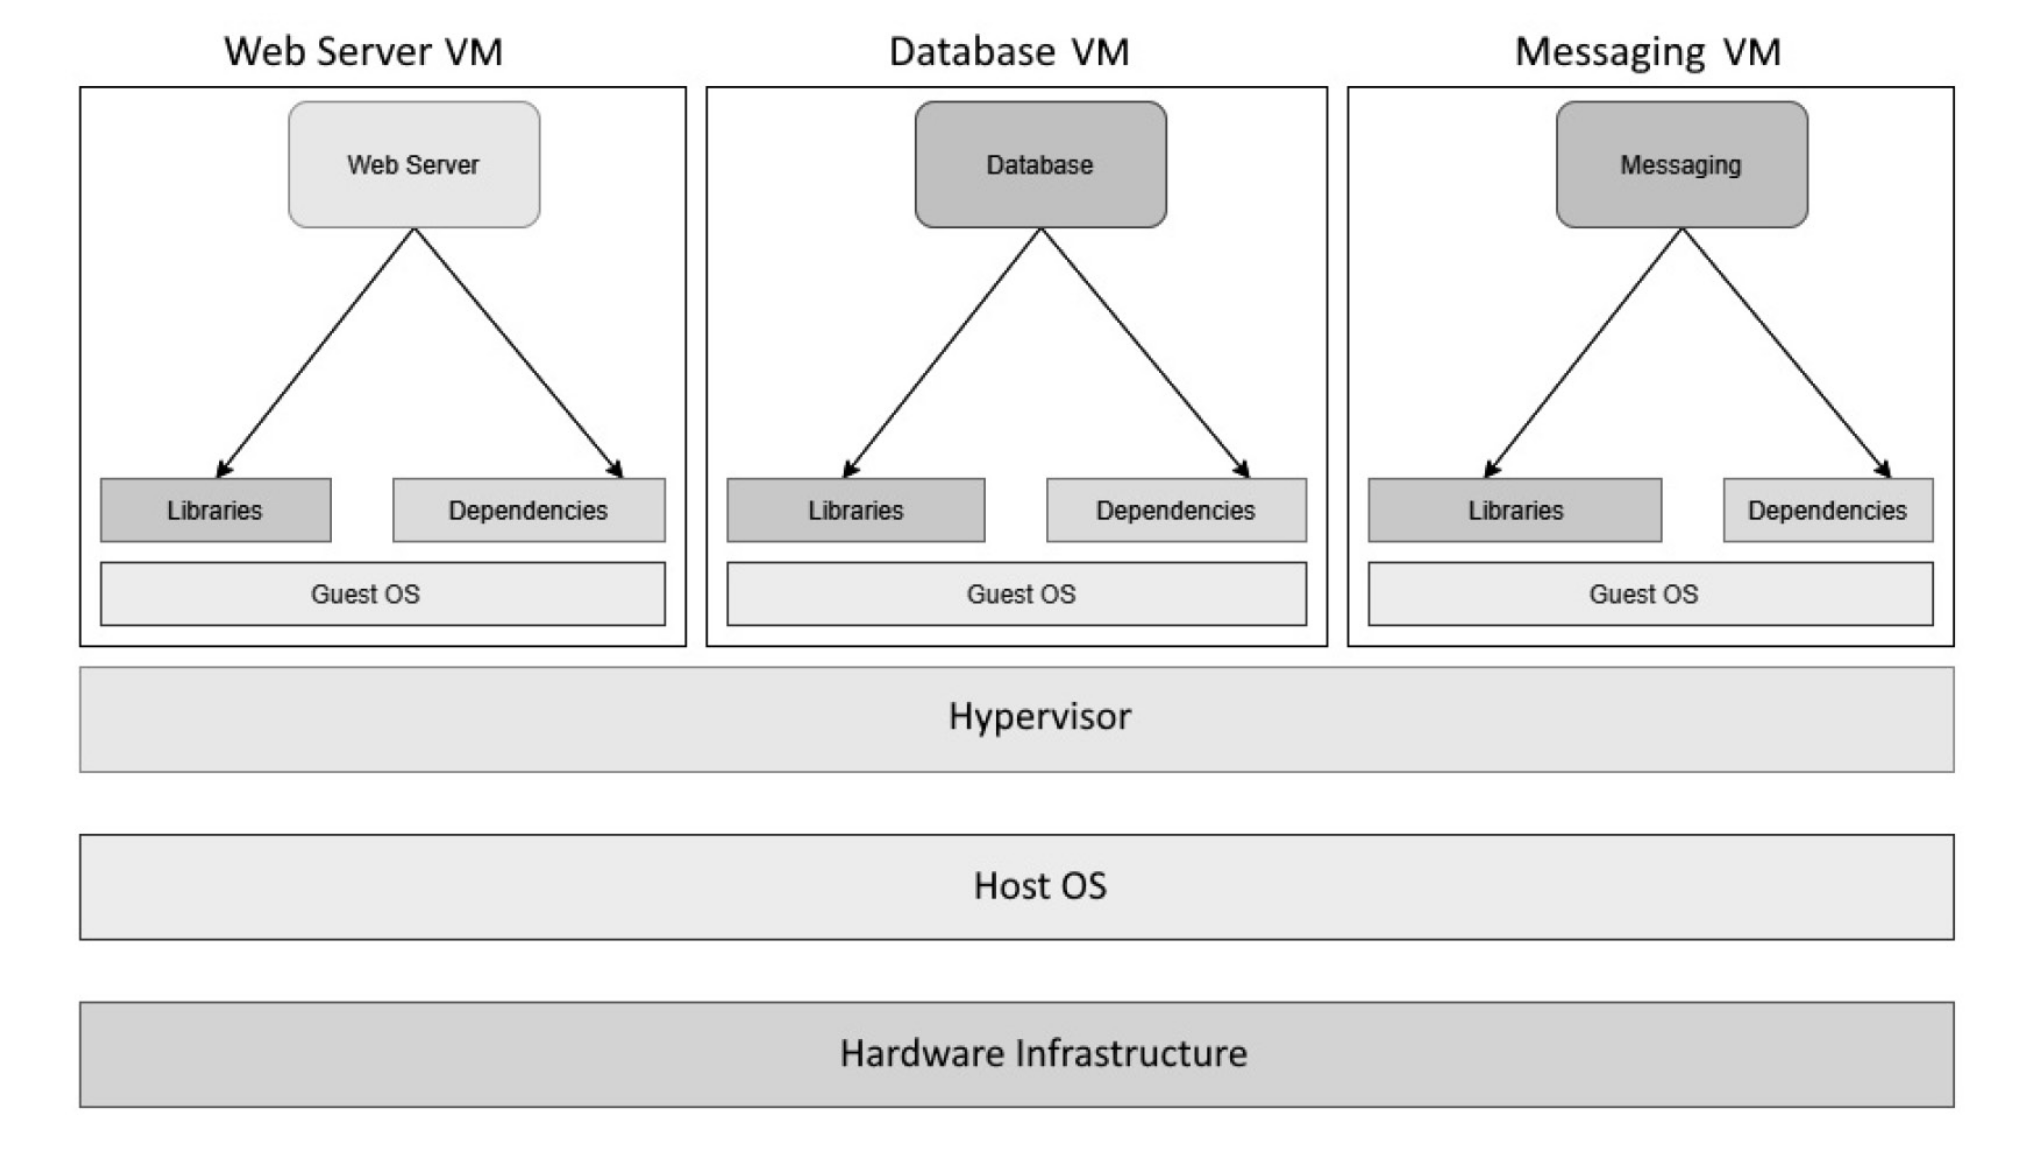 Web Server VM
Database VM
Messaging VM
Web Server
Database
Messaging
Libraries
Dependencies
Libraries
Dependencies
Libraries
Dependencies
Guest OS
Guest OS
Guest OS
Hypervisor
Host OS
Hardware Infrastructure